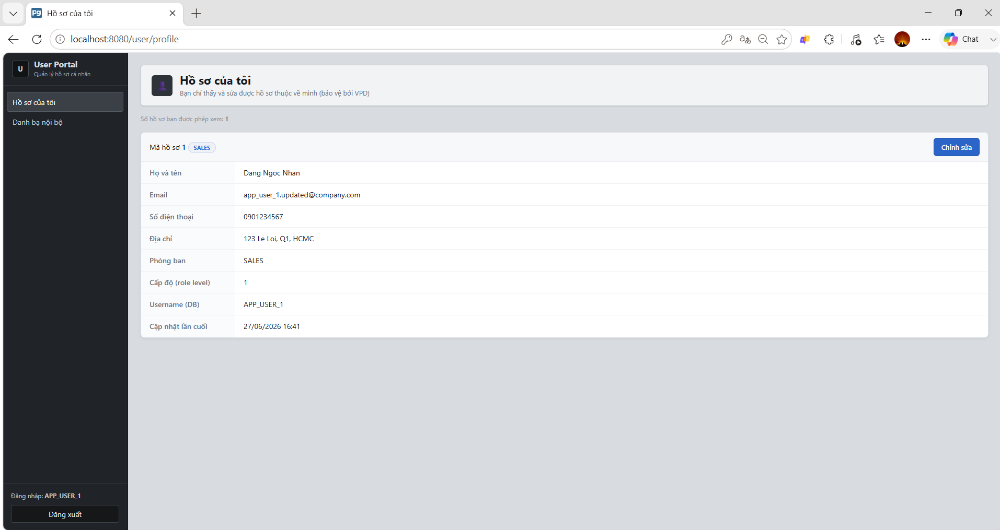 Hồ sơ của tôi
localhost:8080/user/profile
Chat
U
User Portal
Quản lý hồ sơ cá nhân
Hồ sơ của tôi
Danh bạ nội bộ
Hồ sơ của tôi
Bạn chỉ thấy và sửa được hồ sơ thuộc về mình (bảo vệ bởi VPD)
Số hồ sơ bạn được phép xem: 1
Mã hồ sơ 1 SALES
Chỉnh sửa
Họ và tên Dang Ngoc Nhan
Email app_user_1.updated@company.com
Số điện thoại 0901234567
Địa chỉ 123 Le Loi, Q1, HCMC
Phòng ban SALES
Cấp độ (role level) 1
Username (DB) APP_USER_1
Cập nhật lần cuối 27/06/2026 16:41
Đăng nhập: APP_USER_1
Đăng xuất